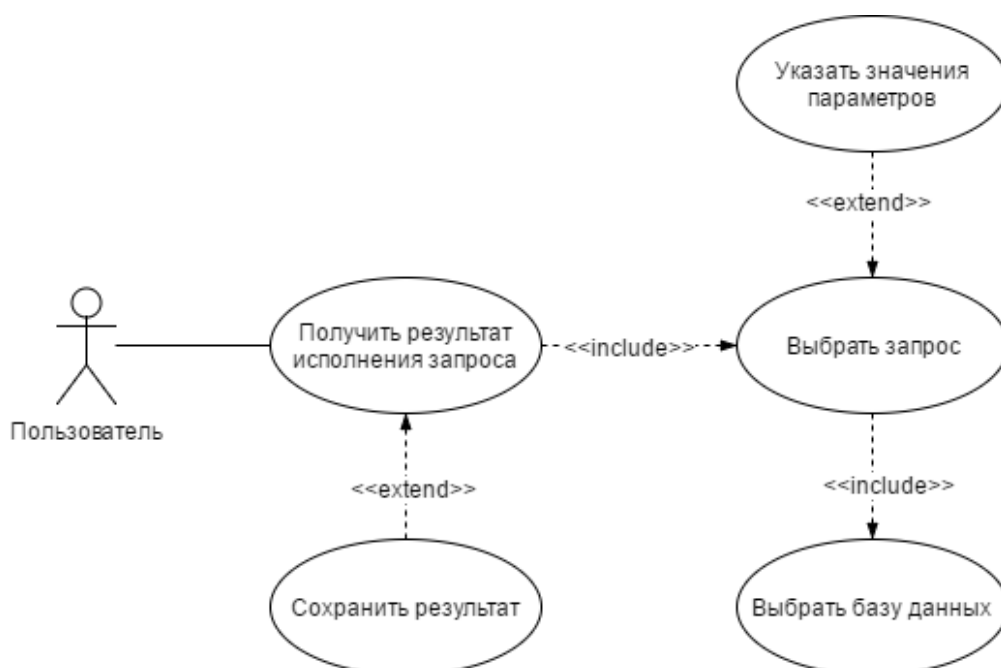 Указать значения
параметров
<<extend>>
Получить результат
исполнения запроса
<<include>>
Выбрать запрос
Пользователь
<<extend>>
<<include>>
Сохранить результат
Выбрать базу данных